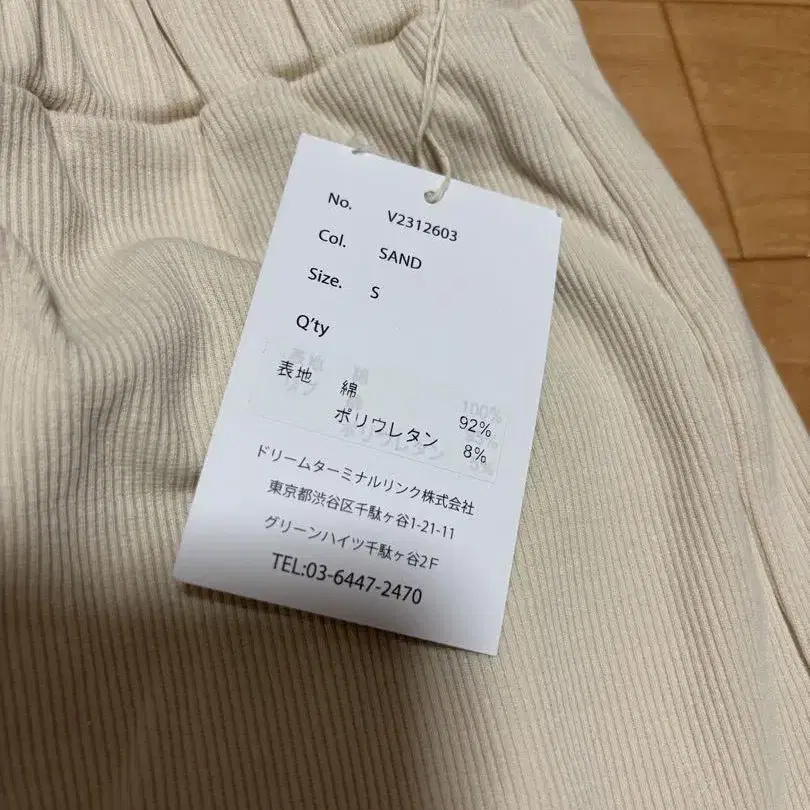 No. V2312603
Col. SAND
Size. S
Q'ty
表地 綿 92%
ポリウレタン 8%
100%
ドリームターミナルリンク株式会社
東京都渋谷区千駄ヶ谷1-21-11
グリーンハイツ千駄ヶ谷2F
TEL:03-6447-2470